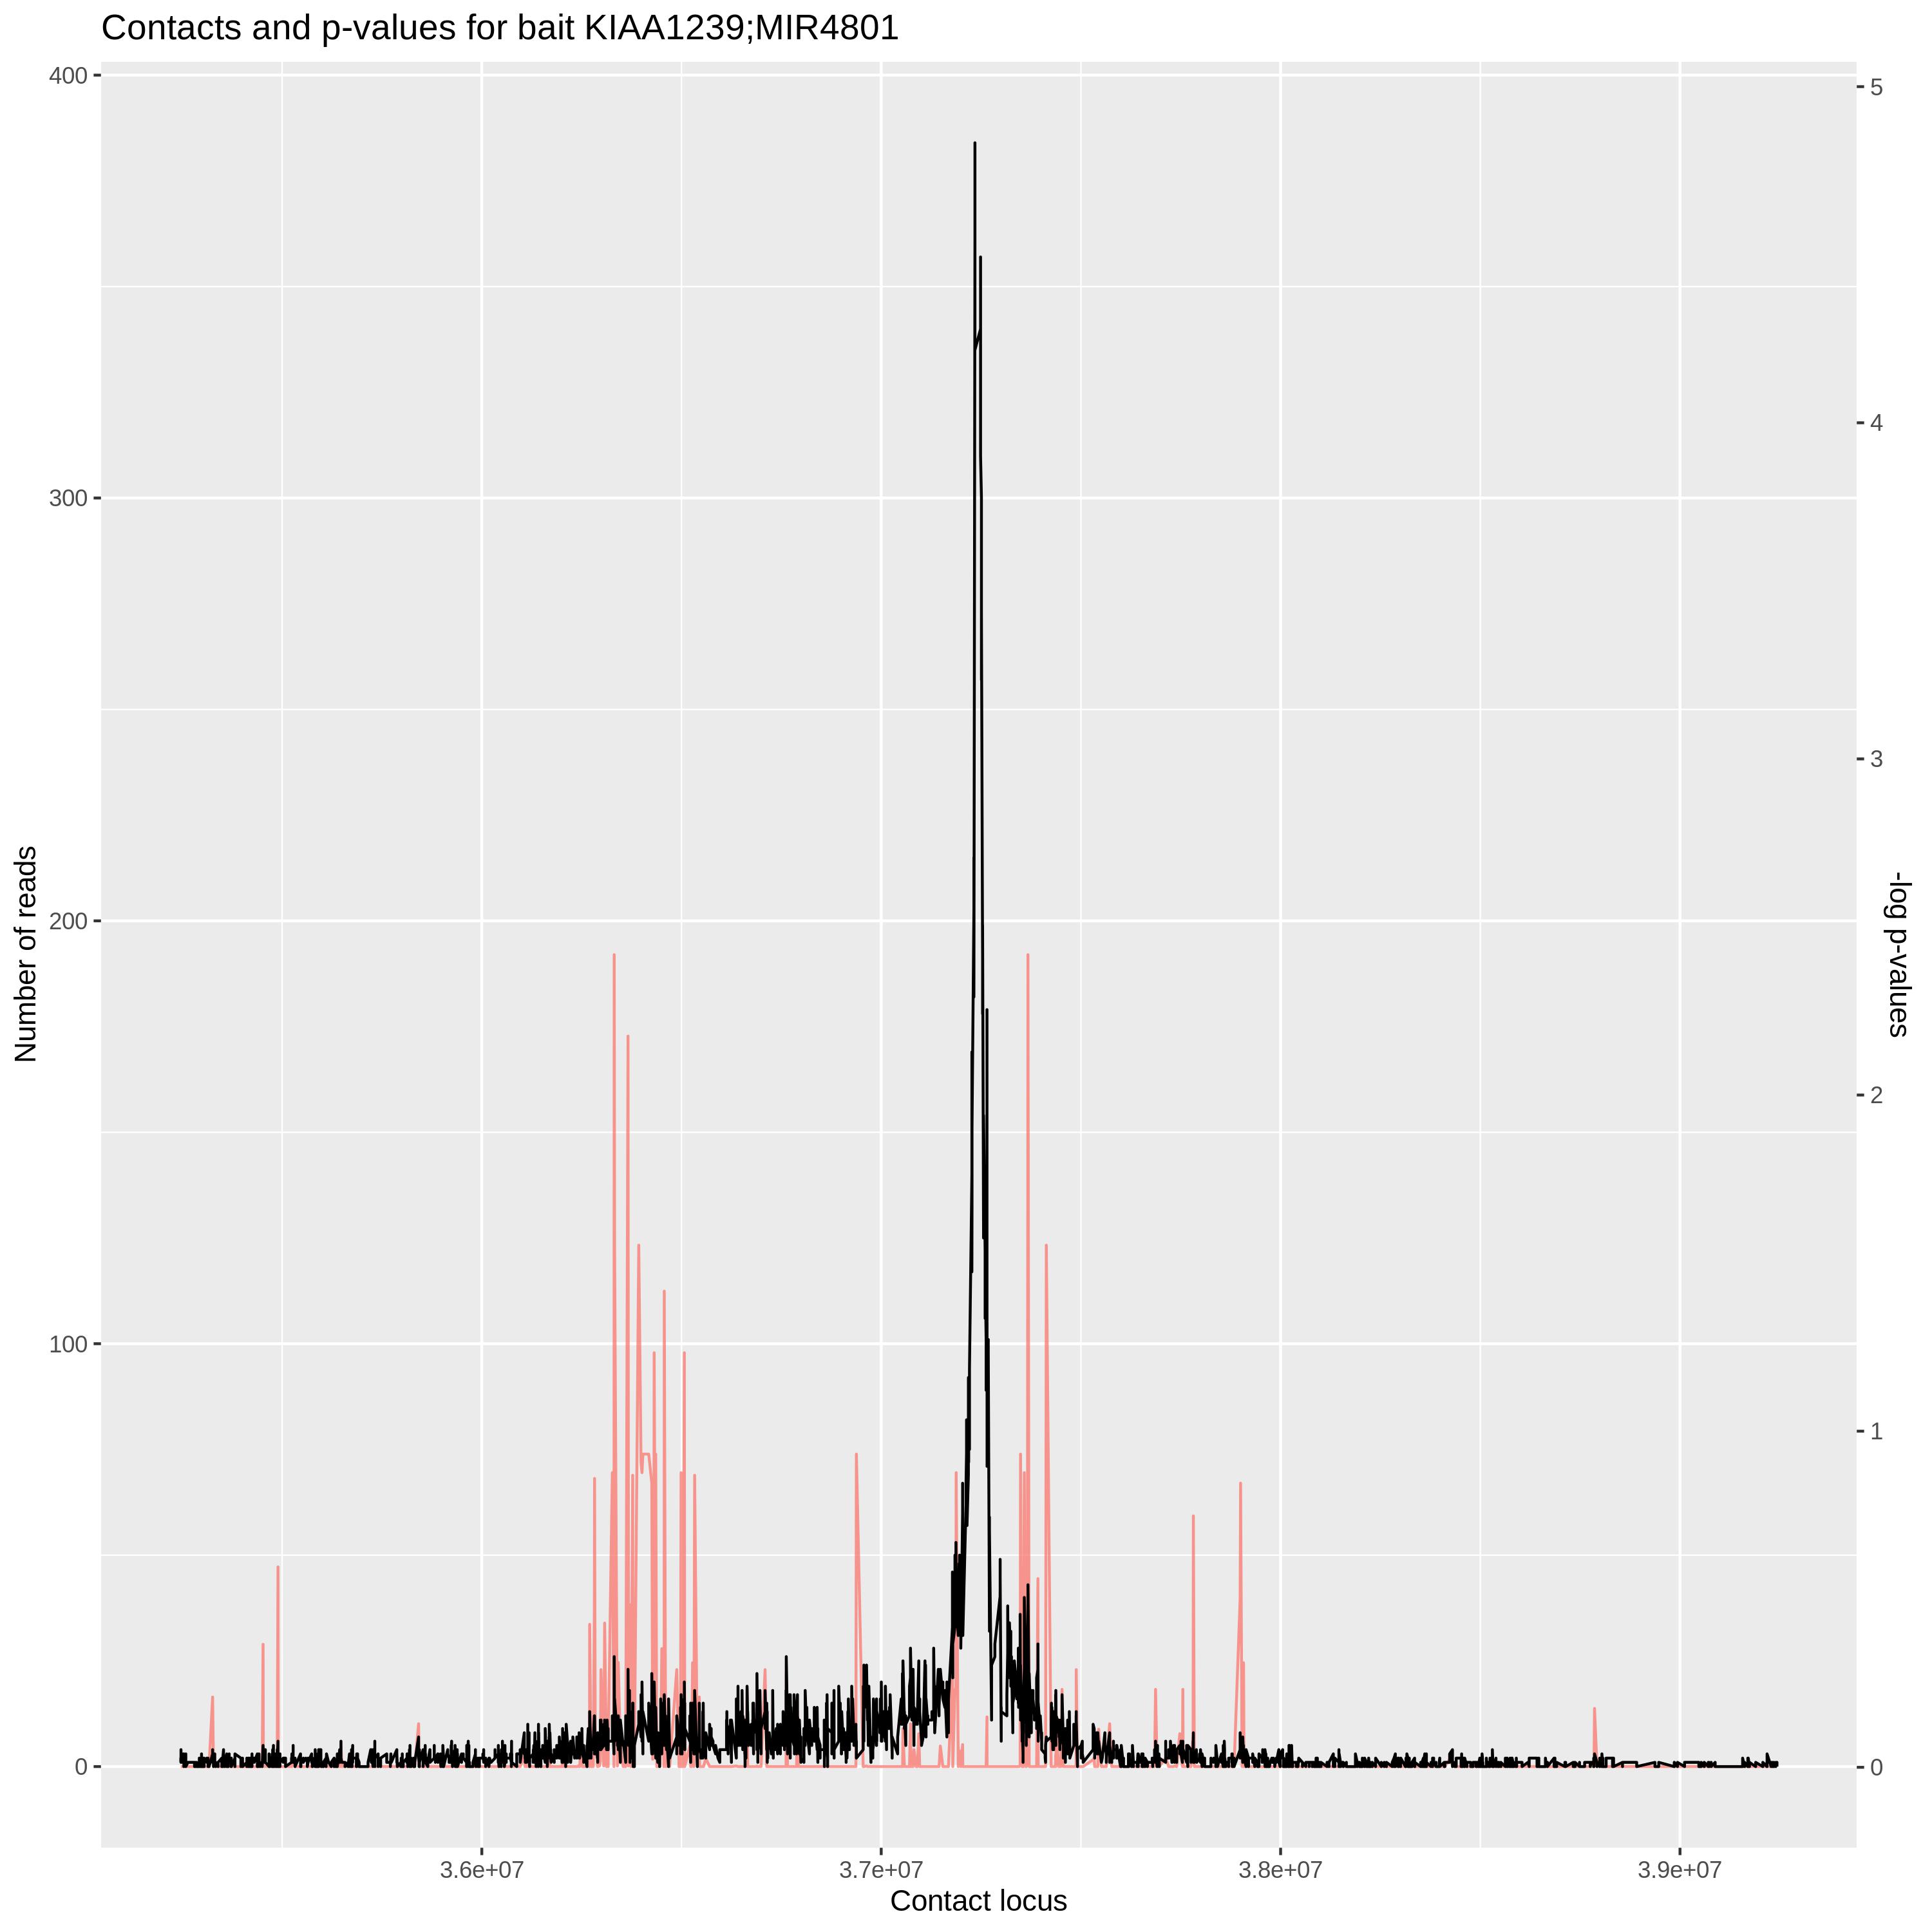 Contacts and p-values for bait KIAA1239;MIR4801
400
300
200
100
0
5
4
3
2
1
0
Number of reads
-log p-values
3.6e+07
3.7e+07
3.8e+07
3.9e+07
Contact locus